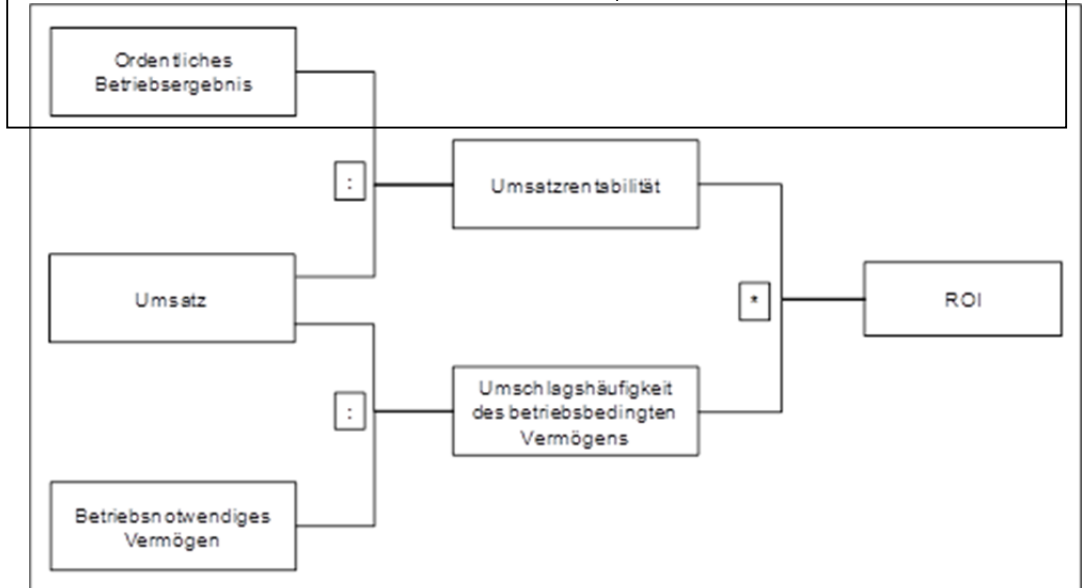 Ordentliches
Betriebsergebnis
:
Umsatzrentabilität
Umsatz
*
ROI
:
Umschlagshäufigkeit
des betriebsbedingten
Vermögens
Betriebsnotwendiges
Vermögen